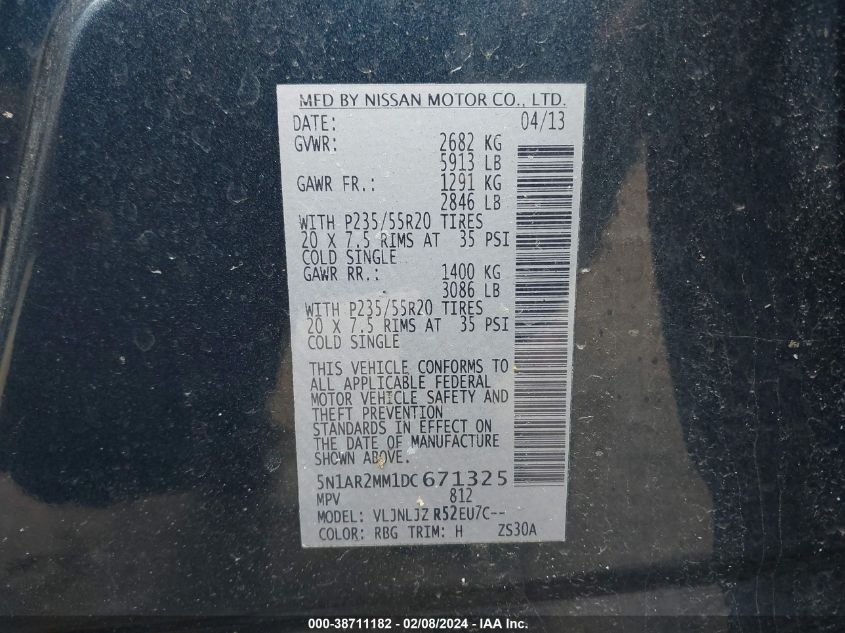 MFD BY NISSAN MOTOR CO., LTD.
DATE: 04/13
GVWR: 2682 KG
5913 LB
GAWR FR.: 1291 KG
2846 LB
WITH P235/55R20 TIRES
20 X 7.5 RIMS AT 35 PSI
COLD SINGLE
GAWR RR.: 1400 KG
3086 LB
WITH P235/55R20 TIRES
20 X 7.5 RIMS AT 35 PSI
COLD SINGLE
THIS VEHICLE CONFORMS TO
ALL APPLICABLE FEDERAL
MOTOR VEHICLE SAFETY AND
THEFT PREVENTION
STANDARDS IN EFFECT ON
THE DATE OF MANUFACTURE
SHOWN ABOVE.
5N1AR2MM1DC671325
MPV 812
MODEL: VLJNLJZ R52EU7C--
COLOR: RBG TRIM: H ZS30A
000-38711182 - 02/08/2024 - IAA Inc.